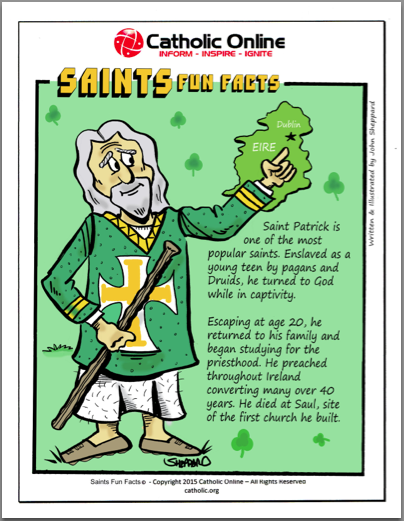 Catholic Online
INFORM - INSPIRE - IGNITE
SAINTS FUN FACTS
Dublin
EIRE
Written & Illustrated by John Sheppard
Saint Patrick is
one of the most
popular saints. Enslaved as a
young teen by pagans and
Druids, he turned to God
while in captivity.
Escaping at age 20, he
returned to his family and
began studying for the
priesthood. He preached
throughout Ireland
converting many over 40
years. He died at Saul, site
of the first church he built.
SHEPPARD
Saints Fun Facts© - Copyright 2015 Catholic Online – All Rights Reserved
catholic.org